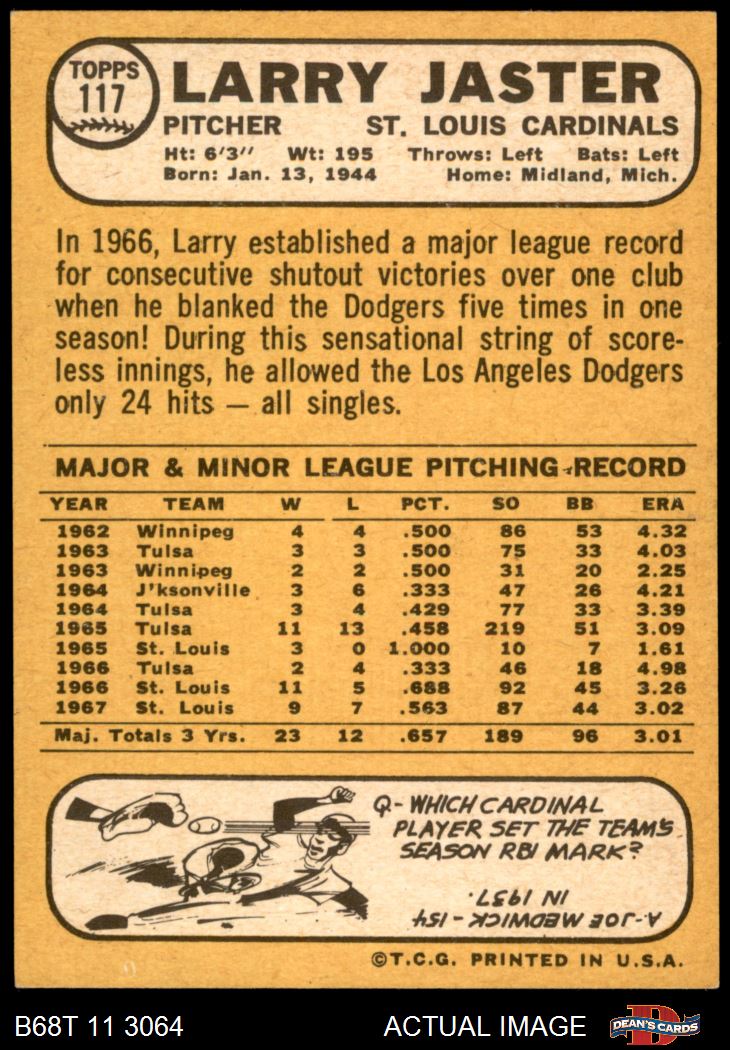 TOPPS
117
LARRY JASTER
PITCHER ST. LOUIS CARDINALS
Ht: 6'3" Wt: 195 Throws: Left Bats: Left
Born: Jan. 13, 1944 Home: Midland, Mich.
In 1966, Larry established a major league record
for consecutive shutout victories over one club
when he blanked the Dodgers five times in one
season! During this sensational string of score-
less innings, he allowed the Los Angeles Dodgers
only 24 hits — all singles.
MAJOR & MINOR LEAGUE PITCHING RECORD
YEAR TEAM W L PCT. SO BB ERA
1962 Winnipeg 4 4 .500 86 53 4.32
1963 Tulsa 3 3 .500 75 33 4.03
1963 Winnipeg 2 2 .500 31 20 2.25
1964 J'ksonville 3 6 .333 47 26 4.21
1964 Tulsa 3 4 .429 77 33 3.39
1965 Tulsa 11 13 .458 219 51 3.09
1965 St. Louis 3 0 1.000 10 7 1.61
1966 Tulsa 2 4 .333 46 18 4.98
1966 St. Louis 11 5 .688 92 45 3.26
1967 St. Louis 9 7 .563 87 44 3.02
Maj. Totals 3 Yrs. 23 12 .657 189 96 3.01
Q- WHICH CARDINAL
PLAYER SET THE TEAM'S
SEASON RBI MARK?
A- JOE MEDWICK - 154
IN 1937.
©T.C.G. PRINTED IN U.S.A.
B68T 11 3064 ACTUAL IMAGE
D
DEAN'S CARDS